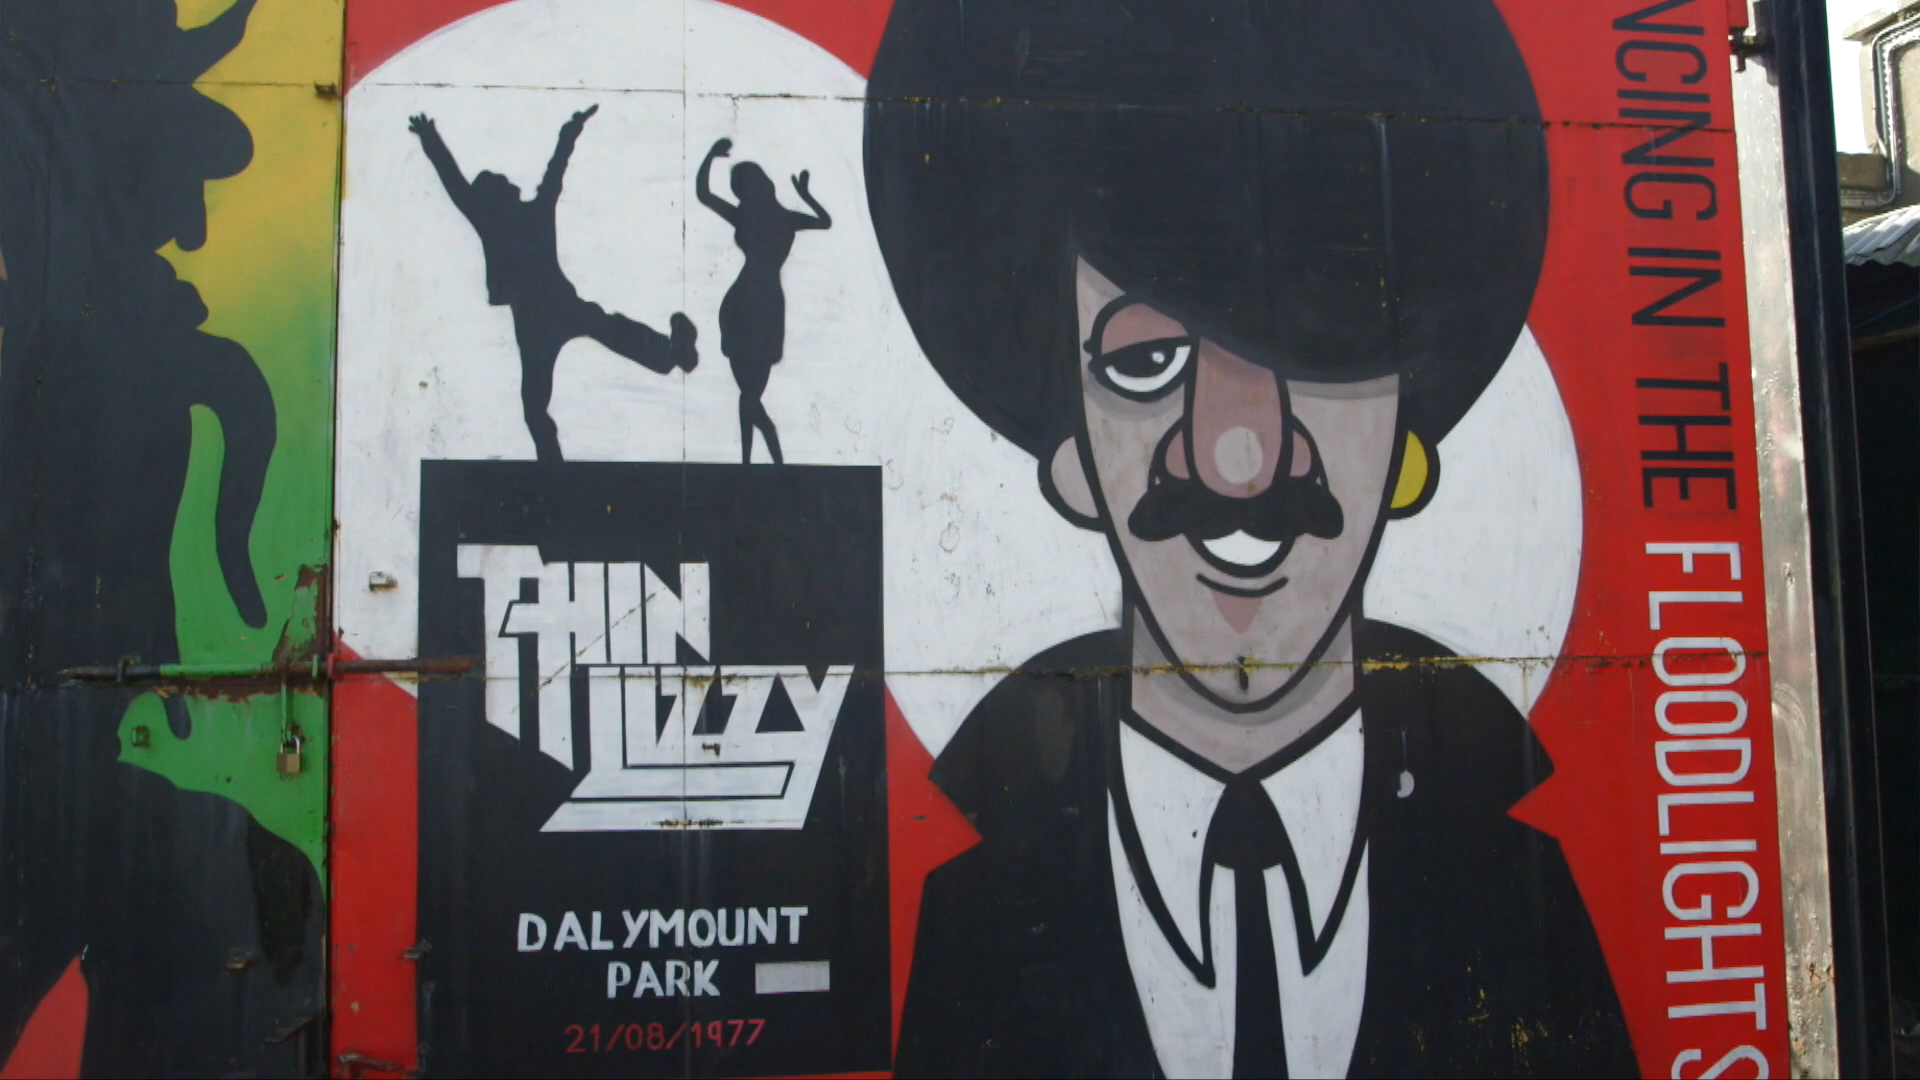 THIN
LIZZY
DALYMOUNT
PARK
21/08/1977
NCING IN THE FLOODLIGHTS